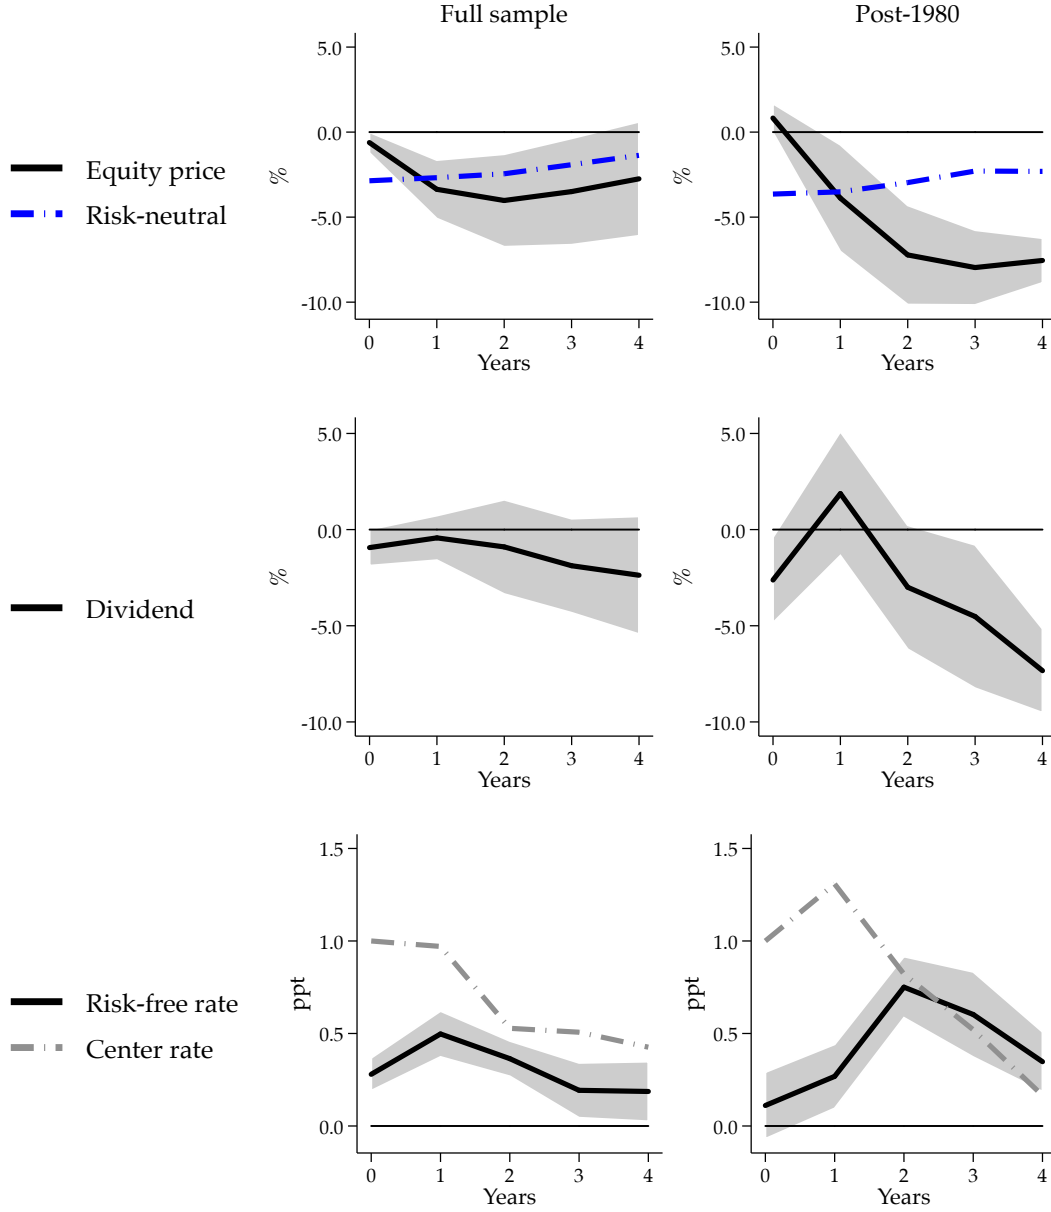 Full sample
Post-1980
Equity price
Risk-neutral
%
5.0
0.0
-5.0
-10.0
0 1 2 3 4
Years
%
5.0
0.0
-5.0
-10.0
0 1 2 3 4
Years
Dividend
%
5.0
0.0
-5.0
-10.0
0 1 2 3 4
Years
%
5.0
0.0
-5.0
-10.0
0 1 2 3 4
Years
Risk-free rate
Center rate
ppt
1.5
1.0
0.5
0.0
0 1 2 3 4
Years
ppt
1.5
1.0
0.5
0.0
0 1 2 3 4
Years